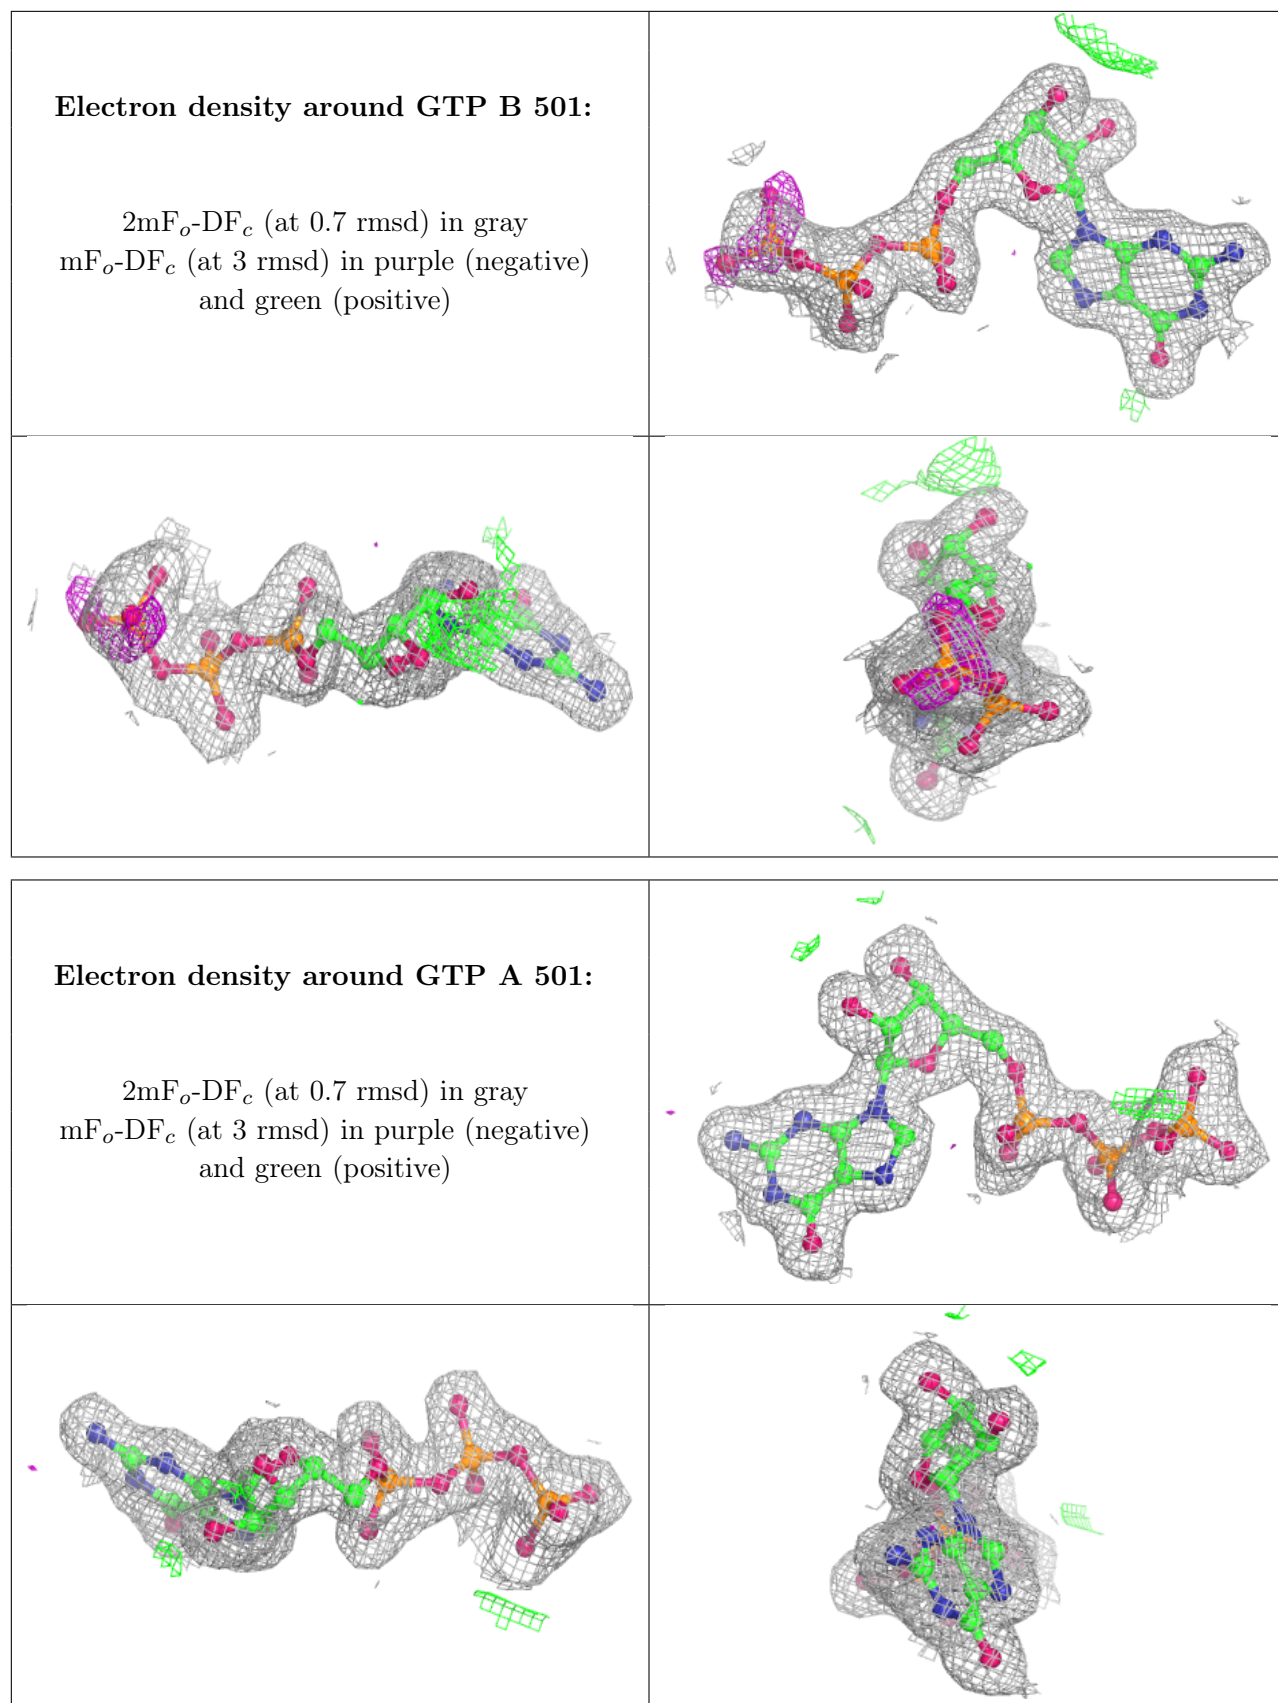 Electron density around GTP B 501:
2mFₒ-DF𝒸 (at 0.7 rmsd) in gray
mFₒ-DF𝒸 (at 3 rmsd) in purple (negative)
and green (positive)
Electron density around GTP A 501:
2mFₒ-DF𝒸 (at 0.7 rmsd) in gray
mFₒ-DF𝒸 (at 3 rmsd) in purple (negative)
and green (positive)